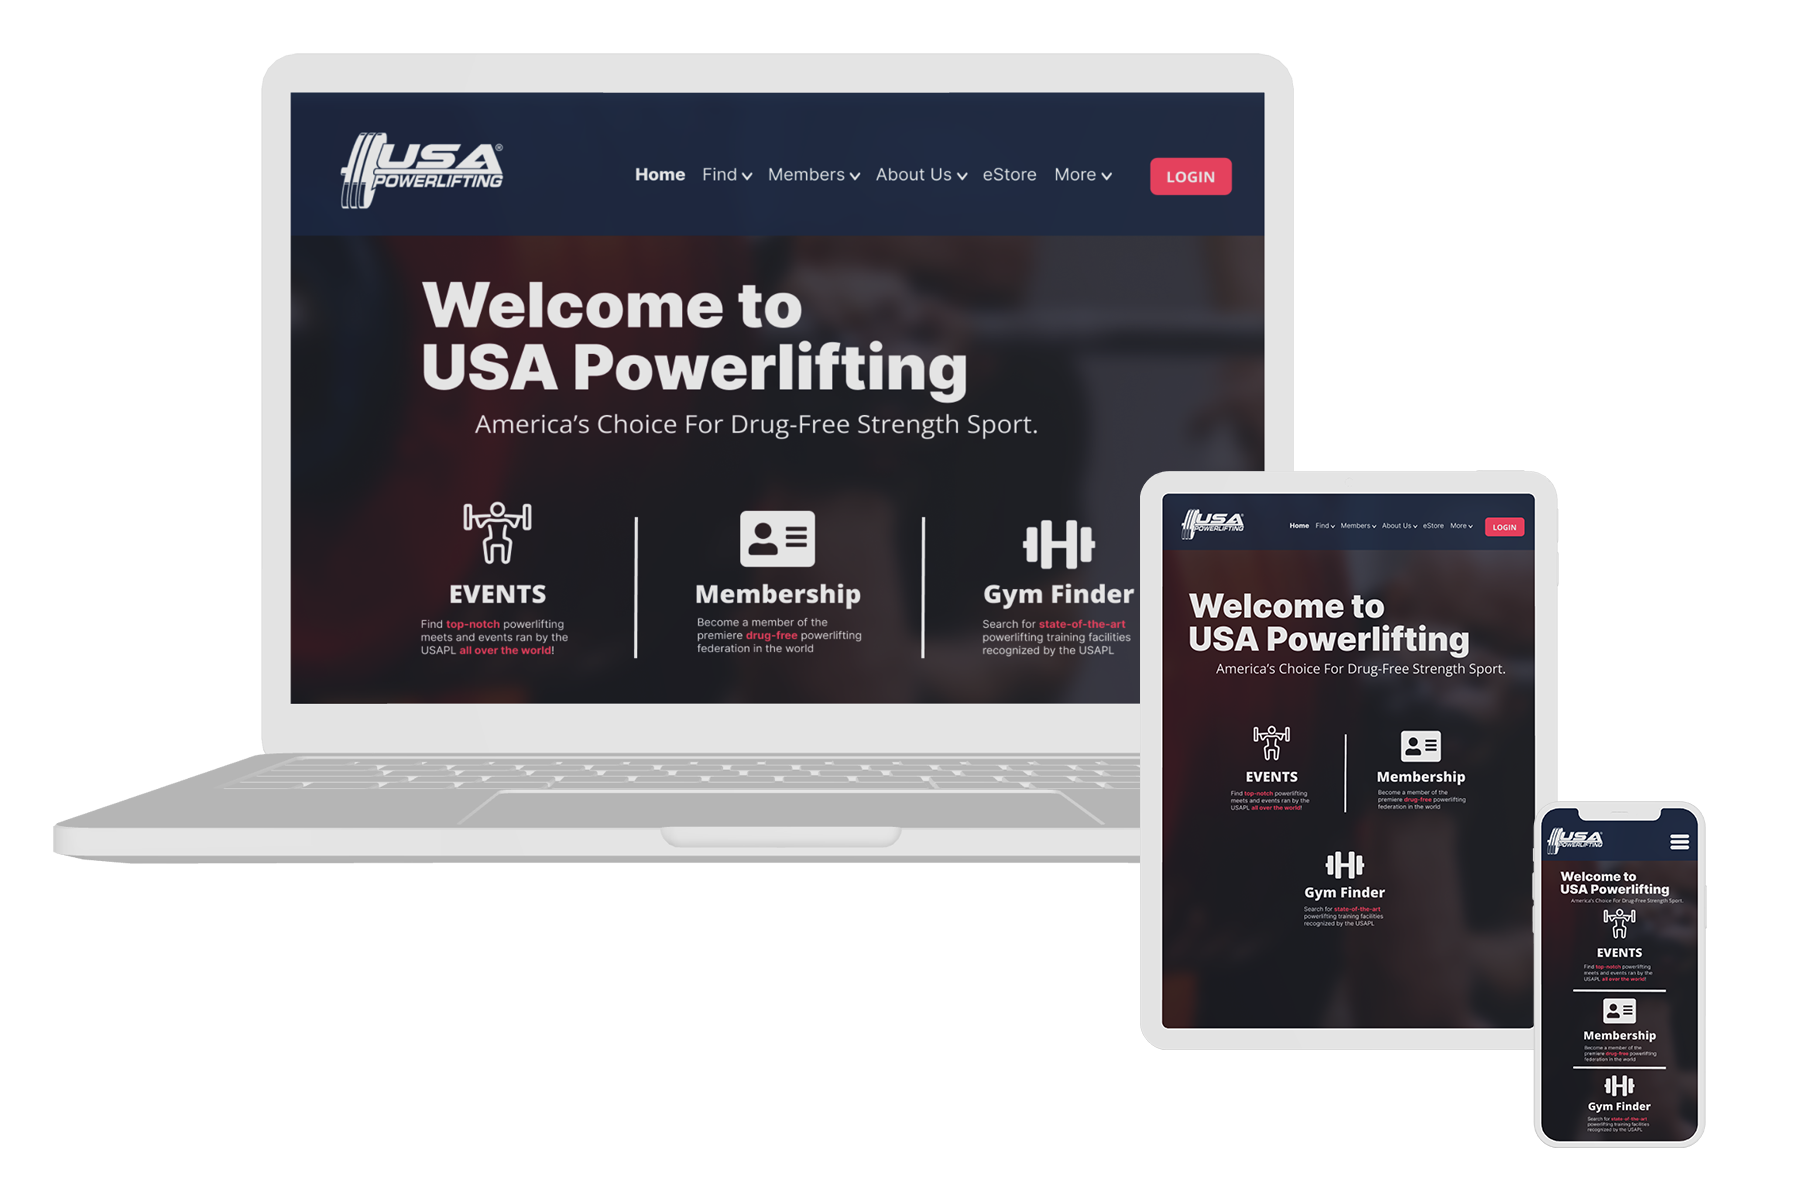 USA®
POWERLIFTING
Home Find Members About Us eStore More LOGIN
Welcome to
USA Powerlifting
America's Choice For Drug-Free Strength Sport.
EVENTS
Find top-notch powerlifting
meets and events ran by the
USAPL all over the world!
Membership
Become a member of the
premiere drug-free powerlifting
federation in the world
Gym Finder
Search for state-of-the-art
powerlifting training facilities
recognized by the USAPL
USA
POWERLIFTING
Home Find Members About Us eStore More LOGIN
Welcome to
USA Powerlifting
America's Choice For Drug-Free Strength Sport.
EVENTS
Find top-notch powerlifting
meets and events ran by the
USAPL all over the world!
Membership
Become a member of the
premiere drug-free powerlifting
federation in the world
Gym Finder
Search for state-of-the-art
powerlifting training facilities
recognized by the USAPL
USA
POWERLIFTING
Welcome to
USA Powerlifting
America's Choice For Drug-Free Strength Sport.
EVENTS
Find top-notch powerlifting
meets and events ran by the
USAPL all over the world!
Membership
Become a member of the
premiere drug-free powerlifting
federation in the world
Gym Finder
Search for state-of-the-art
powerlifting training facilities
recognized by the USAPL